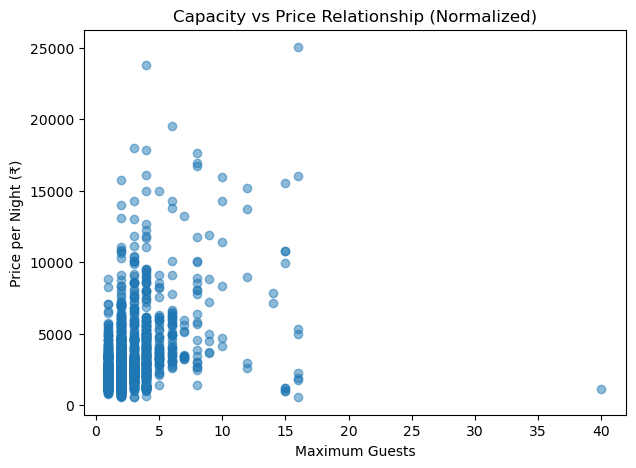 Capacity vs Price Relationship (Normalized)
25000
20000
15000
10000
5000
0
Price per Night (₹)
0 5 10 15 20 25 30 35 40
Maximum Guests